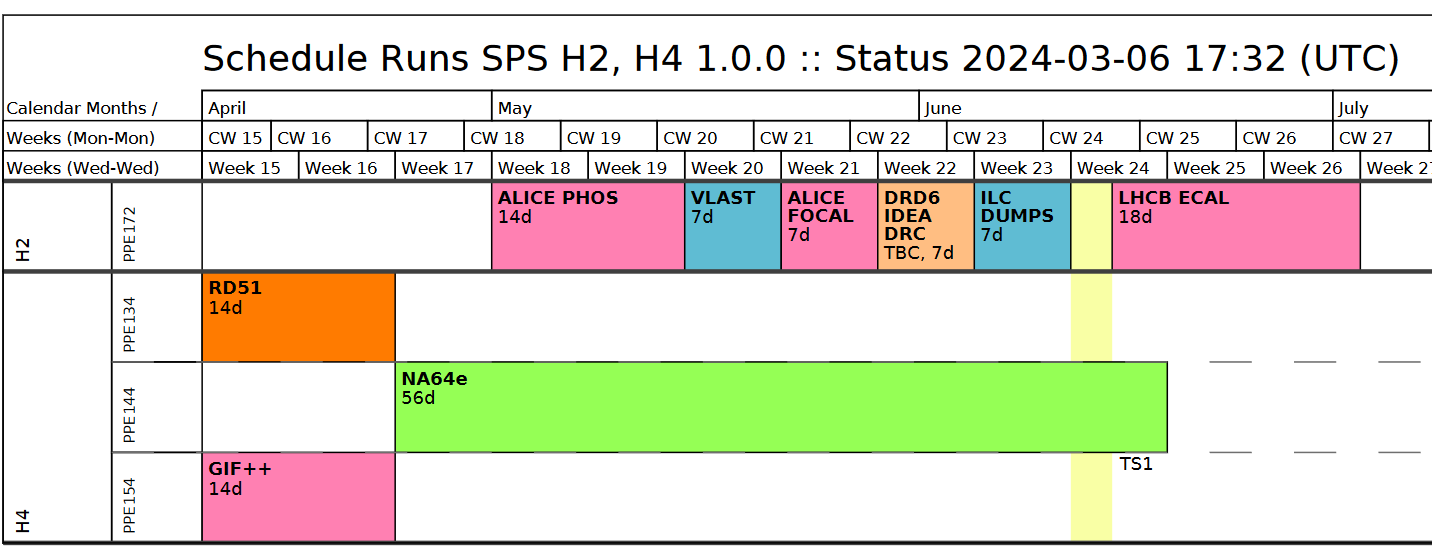 Schedule Runs SPS H2, H4 1.0.0 :: Status 2024-03-06 17:32 (UTC)
Calendar Months / April May June July
Weeks (Mon-Mon) CW 15 CW 16 CW 17 CW 18 CW 19 CW 20 CW 21 CW 22 CW 23 CW 24 CW 25 CW 26 CW 27
Weeks (Wed-Wed) Week 15 Week 16 Week 17 Week 18 Week 19 Week 20 Week 21 Week 22 Week 23 Week 24 Week 25 Week 26 Week 27
H2
PPE172
ALICE PHOS
14d
VLAST
7d
ALICE
FOCAL
7d
DRD6
IDEA
DRC
TBC, 7d
ILC
DUMPS
7d
LHCB ECAL
18d
H4
PPE134
RD51
14d
PPE144
NA64e
56d
PPE154
GIF++
14d
TS1